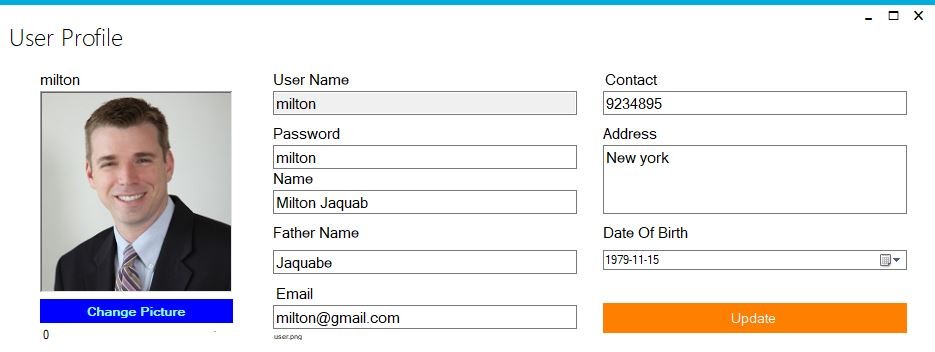 User Profile
milton
Change Picture
0
User Name
milton
Password
milton
Name
Milton Jaquab
Father Name
Jaquabe
Email
milton@gmail.com
user.png
Contact
9234895
Address
New york
Date Of Birth
1979-11-15
Update